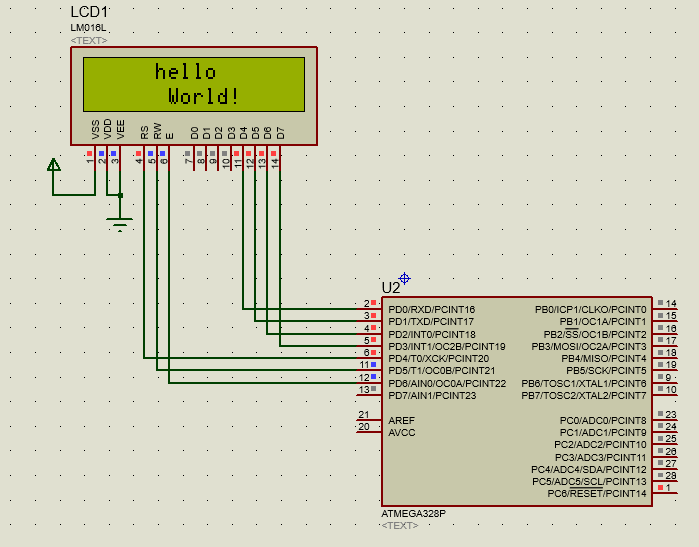 LCD1
LM016L
<TEXT>
hello
World!
VSS VDD VEE RS RW E D0 D1 D2 D3 D4 D5 D6 D7
1 2 3 4 5 6 7 8 9 10 11 12 13 14
U2
2 PD0/RXD/PCINT16 PB0/ICP1/CLKO/PCINT0 14
3 PD1/TXD/PCINT17 PB1/OC1A/PCINT1 15
4 PD2/INT0/PCINT18 PB2/SS/OC1B/PCINT2 16
5 PD3/INT1/OC2B/PCINT19 PB3/MOSI/OC2A/PCINT3 17
6 PD4/T0/XCK/PCINT20 PB4/MISO/PCINT4 18
11 PD5/T1/OC0B/PCINT21 PB5/SCK/PCINT5 19
12 PD6/AIN0/OC0A/PCINT22 PB6/TOSC1/XTAL1/PCINT6 9
13 PD7/AIN1/PCINT23 PB7/TOSC2/XTAL2/PCINT7 10
21 AREF PC0/ADC0/PCINT8 23
20 AVCC PC1/ADC1/PCINT9 24
PC2/ADC2/PCINT10 25
PC3/ADC3/PCINT11 26
PC4/ADC4/SDA/PCINT12 27
PC5/ADC5/SCL/PCINT13 28
PC6/RESET/PCINT14 1
ATMEGA328P
<TEXT>